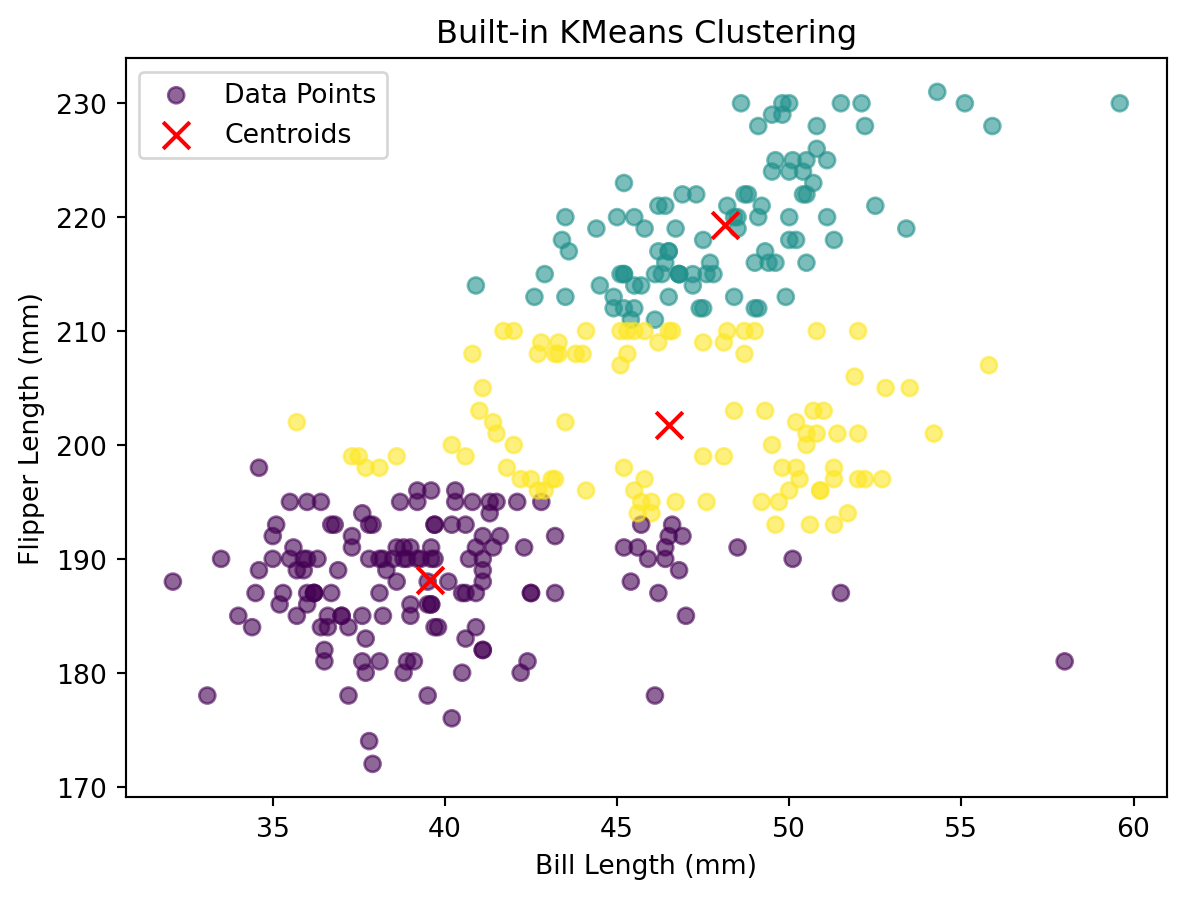 Built-in KMeans Clustering
Data Points
Centroids
230
220
210
200
190
180
170
Flipper Length (mm)
35
40
45
50
55
60
Bill Length (mm)